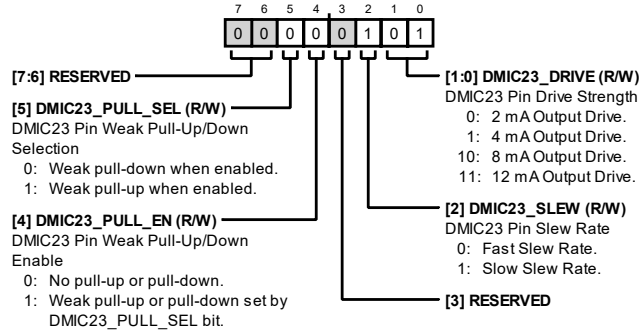 7 6 5 4 3 2 1 0
0 0 0 0 0 1 0 1
[7:6] RESERVED
[5] DMIC23_PULL_SEL (R/W)
DMIC23 Pin Weak Pull-Up/Down
Selection
0: Weak pull-down when enabled.
1: Weak pull-up when enabled.
[4] DMIC23_PULL_EN (R/W)
DMIC23 Pin Weak Pull-Up/Down
Enable
0: No pull-up or pull-down.
1: Weak pull-up or pull-down set by
DMIC23_PULL_SEL bit.
[1:0] DMIC23_DRIVE (R/W)
DMIC23 Pin Drive Strength
0: 2 mA Output Drive.
1: 4 mA Output Drive.
10: 8 mA Output Drive.
11: 12 mA Output Drive.
[2] DMIC23_SLEW (R/W)
DMIC23 Pin Slew Rate
0: Fast Slew Rate.
1: Slow Slew Rate.
[3] RESERVED